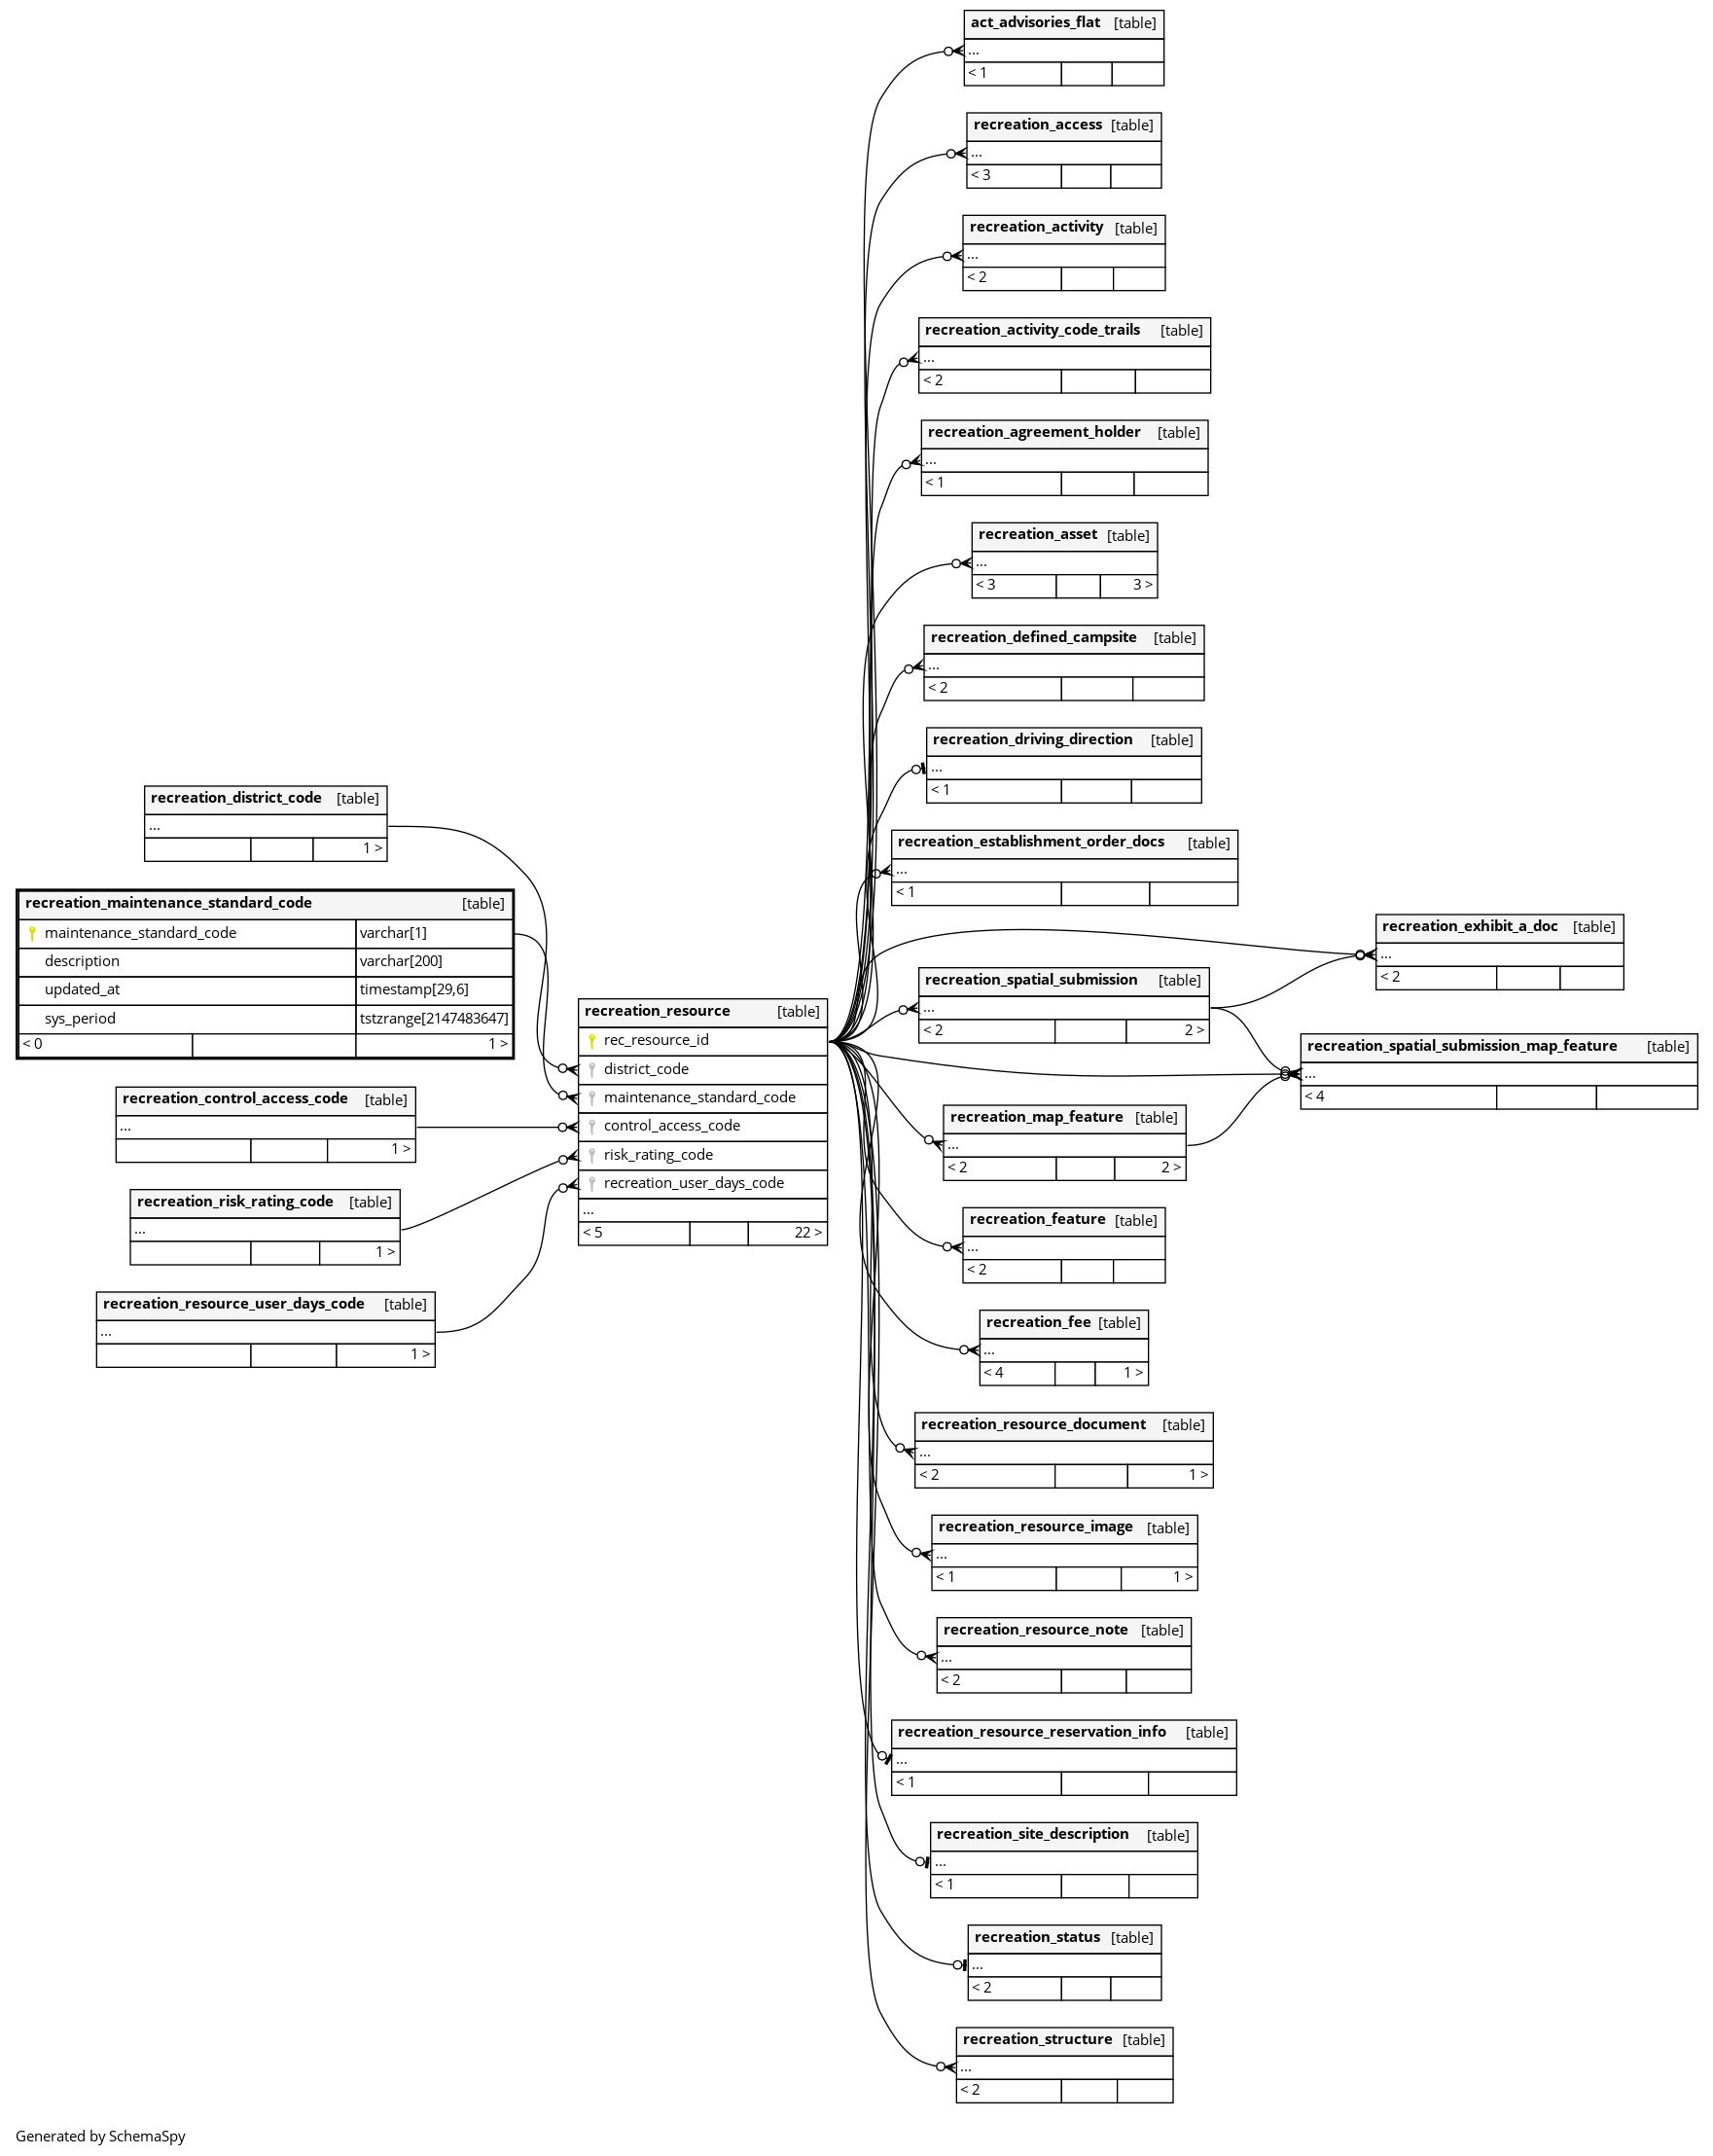 act_advisories_flat [table]
...
< 1
recreation_access [table]
...
< 3
recreation_activity [table]
...
< 2
recreation_activity_code_trails [table]
...
< 2
recreation_agreement_holder [table]
...
< 1
recreation_asset [table]
...
< 3 3 >
recreation_defined_campsite [table]
...
< 2
recreation_driving_direction [table]
...
< 1
recreation_establishment_order_docs [table]
...
< 1
recreation_district_code [table]
...
1 >
recreation_maintenance_standard_code [table]
maintenance_standard_code varchar[1]
description varchar[200]
updated_at timestamp[29,6]
sys_period tstzrange[2147483647]
< 0 1 >
recreation_control_access_code [table]
...
1 >
recreation_risk_rating_code [table]
...
1 >
recreation_resource_user_days_code [table]
...
1 >
recreation_resource [table]
rec_resource_id
district_code
maintenance_standard_code
control_access_code
risk_rating_code
recreation_user_days_code
...
< 5 22 >
recreation_exhibit_a_doc [table]
...
< 2
recreation_spatial_submission [table]
...
< 2 2 >
recreation_spatial_submission_map_feature [table]
...
< 4
recreation_map_feature [table]
...
< 2 2 >
recreation_feature [table]
...
< 2
recreation_fee [table]
...
< 4 1 >
recreation_resource_document [table]
...
< 2 1 >
recreation_resource_image [table]
...
< 1 1 >
recreation_resource_note [table]
...
< 2
recreation_resource_reservation_info [table]
...
< 1
recreation_site_description [table]
...
< 1
recreation_status [table]
...
< 2
recreation_structure [table]
...
< 2
Generated by SchemaSpy